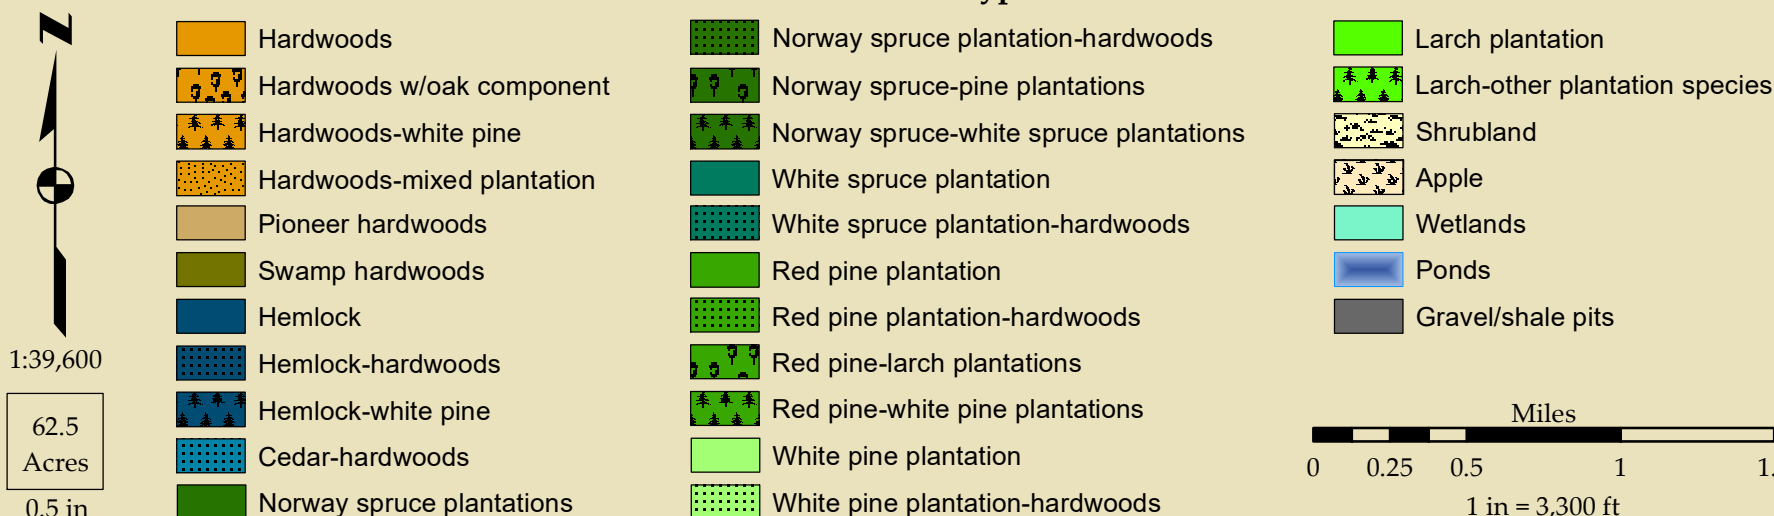 N
1:39,600
62.5
Acres
0.5 in
Hardwoods
Hardwoods w/oak component
Hardwoods-white pine
Hardwoods-mixed plantation
Pioneer hardwoods
Swamp hardwoods
Hemlock
Hemlock-hardwoods
Hemlock-white pine
Cedar-hardwoods
Norway spruce plantations
Norway spruce plantation-hardwoods
Norway spruce-pine plantations
Norway spruce-white spruce plantations
White spruce plantation
White spruce plantation-hardwoods
Red pine plantation
Red pine plantation-hardwoods
Red pine-larch plantations
Red pine-white pine plantations
White pine plantation
White pine plantation-hardwoods
Larch plantation
Larch-other plantation species
Shrubland
Apple
Wetlands
Ponds
Gravel/shale pits
Miles
0 0.25 0.5 1 1.
1 in = 3,300 ft